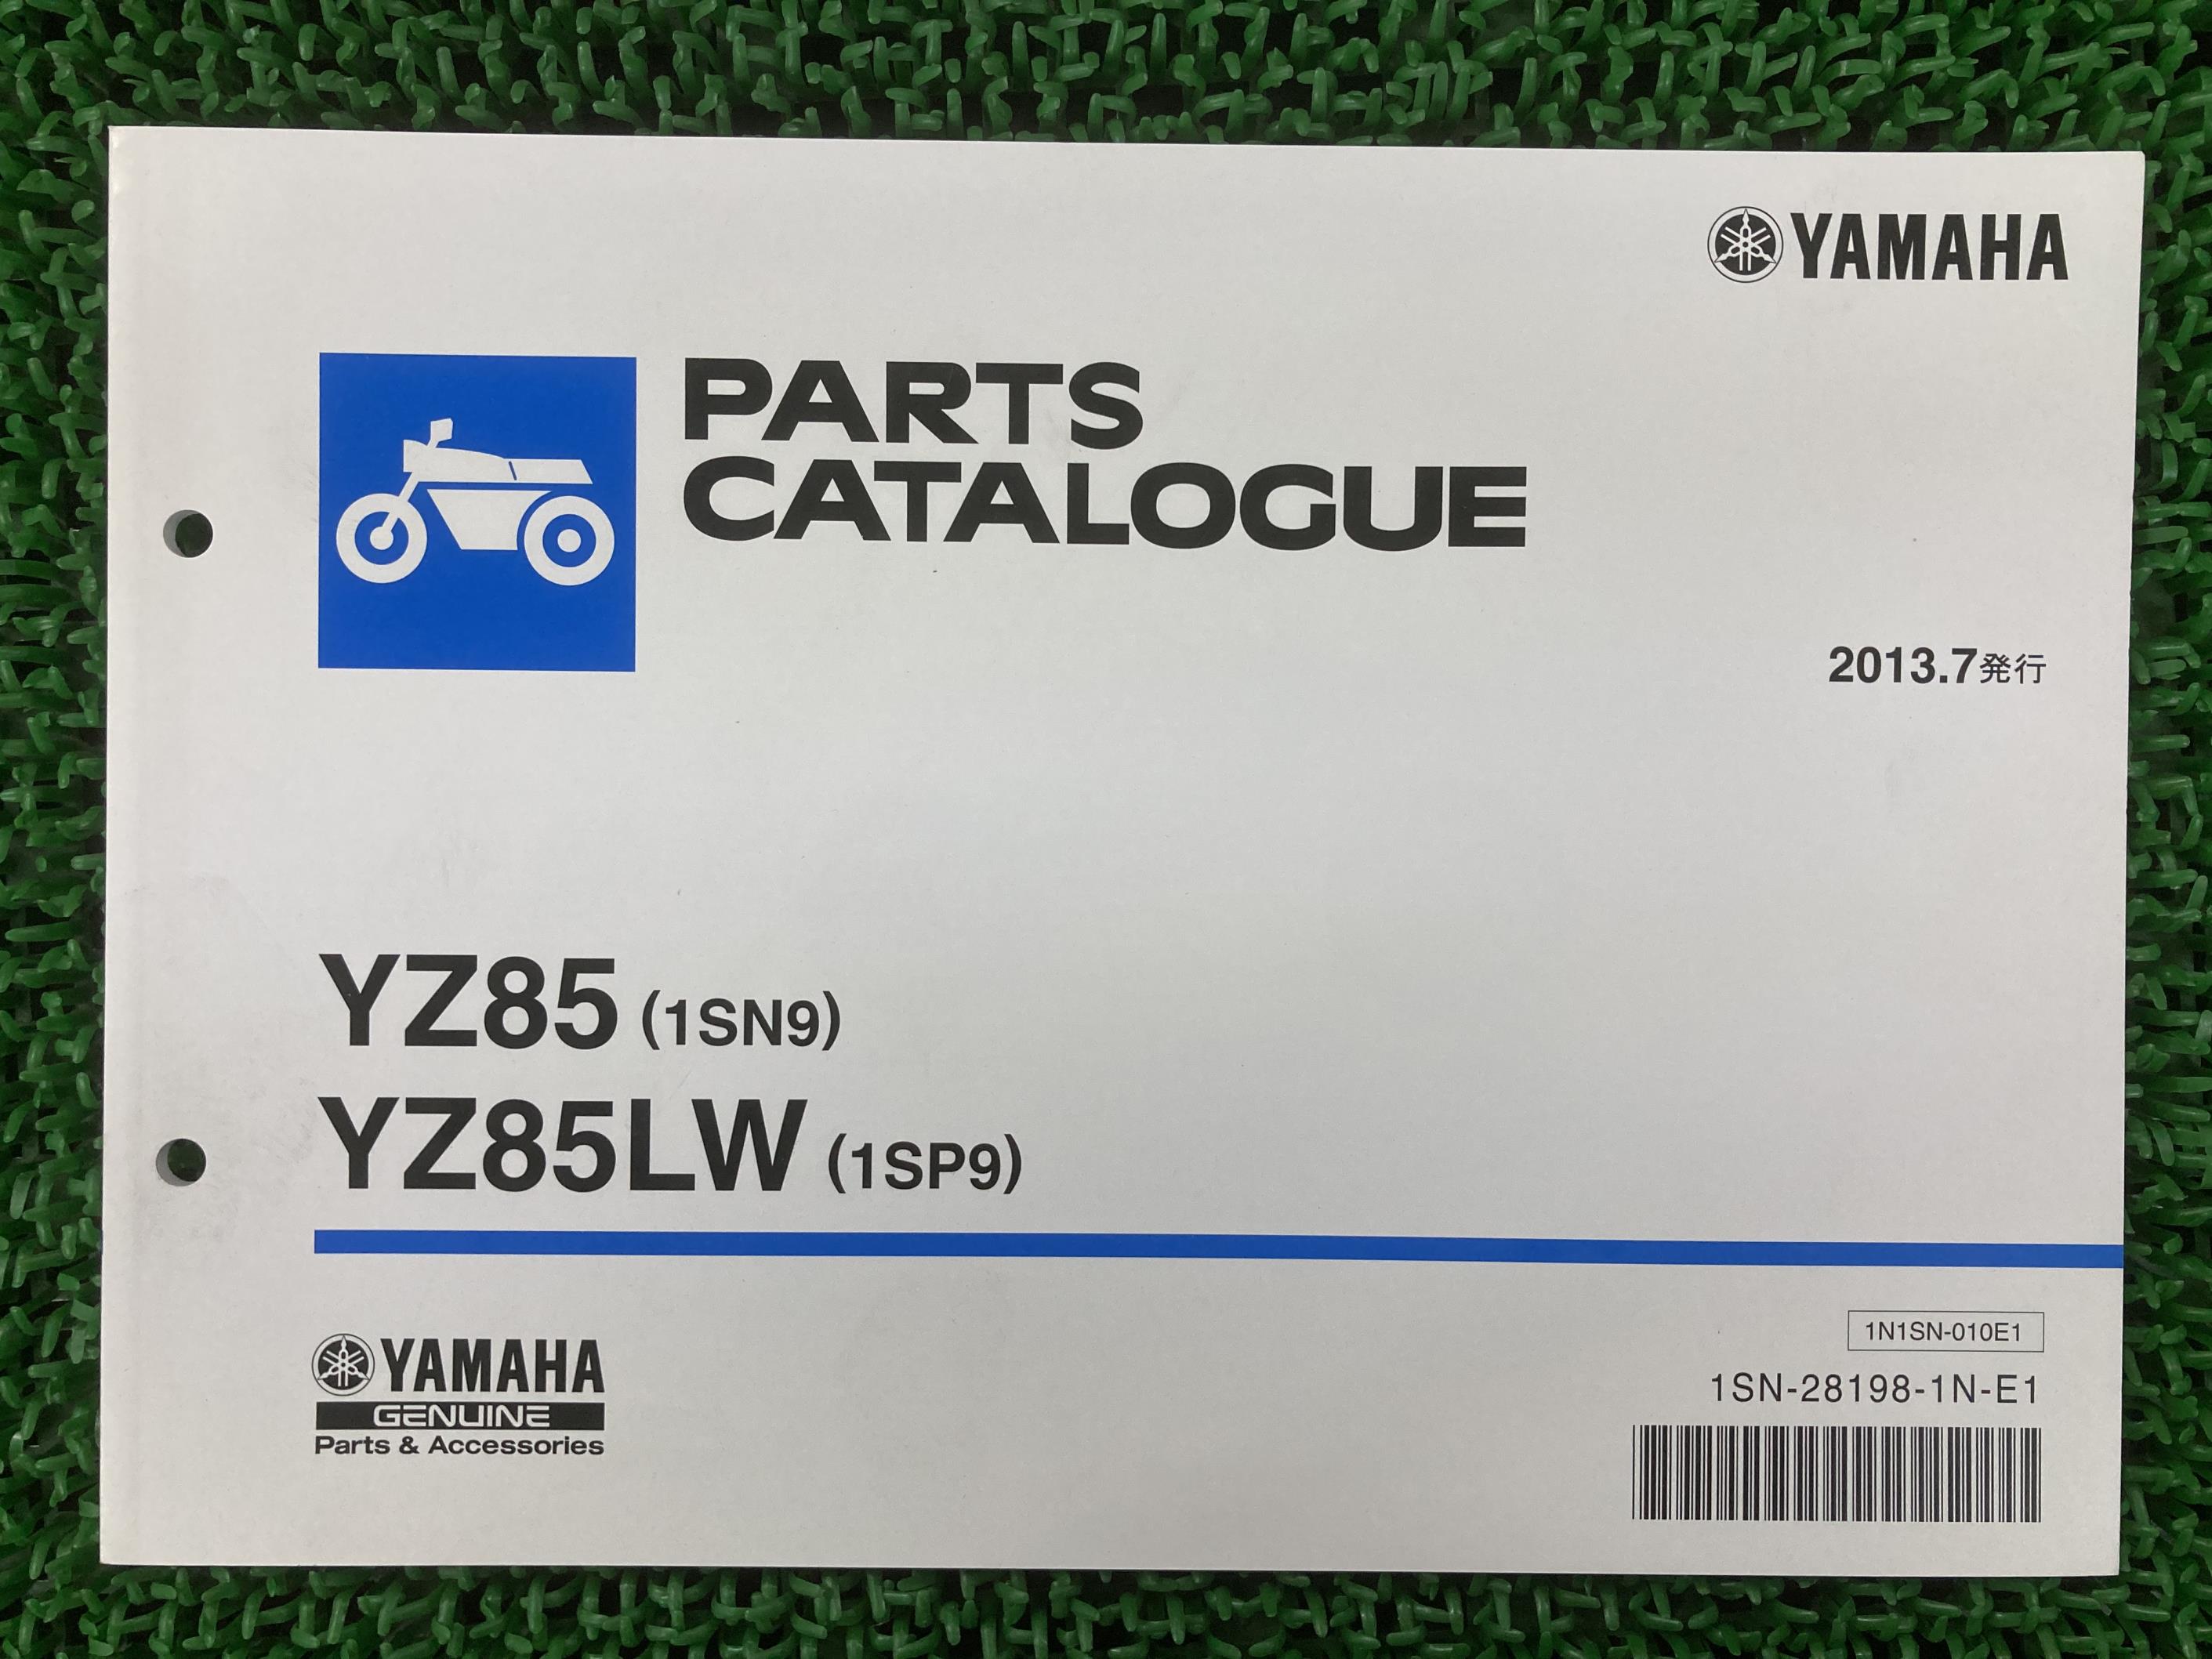 YAMAHA
PARTS
CATALOGUE
2013.7発行
YZ85 (1SN9)
YZ85LW (1SP9)
1N1SN-010E1
1SN-28198-1N-E1
YAMAHA
GENUINE
Parts & Accessories